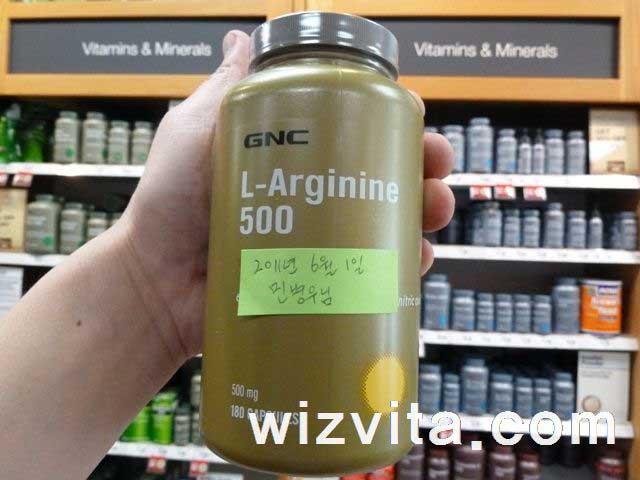 Vitamins & Minerals
Vitamins & Minerals
GNC
L-Arginine
500
2011년 6월 1일
민병우님
nitric
500 mg
180 CAPSULES
wizvita.com